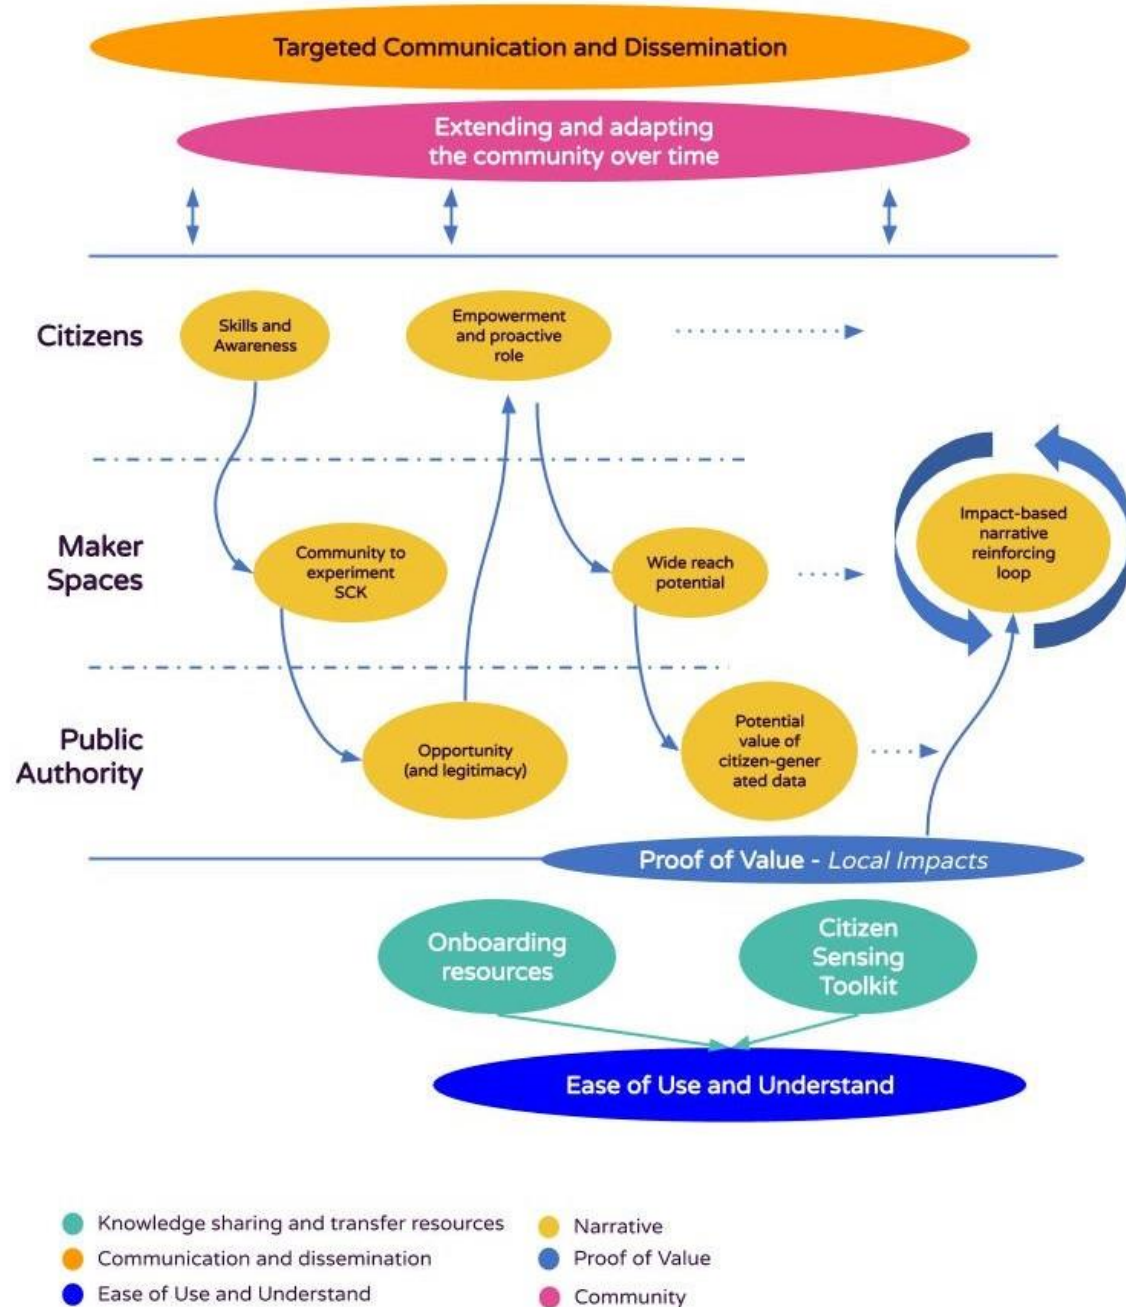 Targeted Communication and Dissemination
Extending and adapting
the community over time
Citizens
Skills and
Awareness
Empowerment
and proactive
role
Maker
Spaces
Community to
experiment
SCK
Wide reach
potential
Impact-based
narrative
reinforcing
loop
Public
Authority
Opportunity
(and legitimacy)
Potential
value of
citizen-gener
ated data
Proof of Value - Local Impacts
Onboarding
resources
Citizen
Sensing
Toolkit
Ease of Use and Understand
Knowledge sharing and transfer resources
Communication and dissemination
Ease of Use and Understand
Narrative
Proof of Value
Community